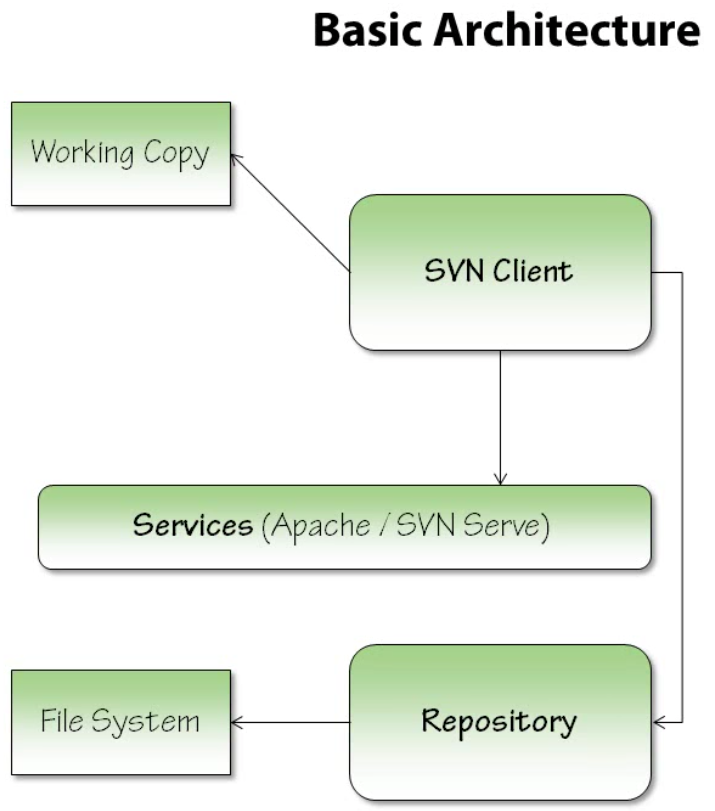 Basic Architecture
Working Copy
SVN Client
Services (Apache / SVN Serve)
File System
Repository